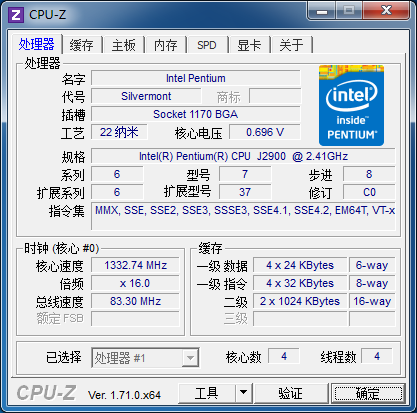 CPU-Z
处理器 缓存 主板 内存 SPD 显卡 关于
处理器
名字 Intel Pentium
代号 Silvermont 商标
插槽 Socket 1170 BGA
工艺 22 纳米 核心电压 0.696 V
intel inside™ PENTIUM®
规格 Intel(R) Pentium(R) CPU J2900 @ 2.41GHz
系列 6 型号 7 步进 8
扩展系列 6 扩展型号 37 修订 C0
指令集 MMX, SSE, SSE2, SSE3, SSSE3, SSE4.1, SSE4.2, EM64T, VT-x
时钟 (核心 #0) 缓存
核心速度 1332.74 MHz 一级 数据 4 x 24 KBytes 6-way
倍频 x 16.0 一级 指令 4 x 32 KBytes 8-way
总线速度 83.30 MHz 二级 2 x 1024 KBytes 16-way
额定 FSB 三级
已选择 处理器 #1 核心数 4 线程数 4
CPU-Z Ver. 1.71.0.x64 工具 验证 确定